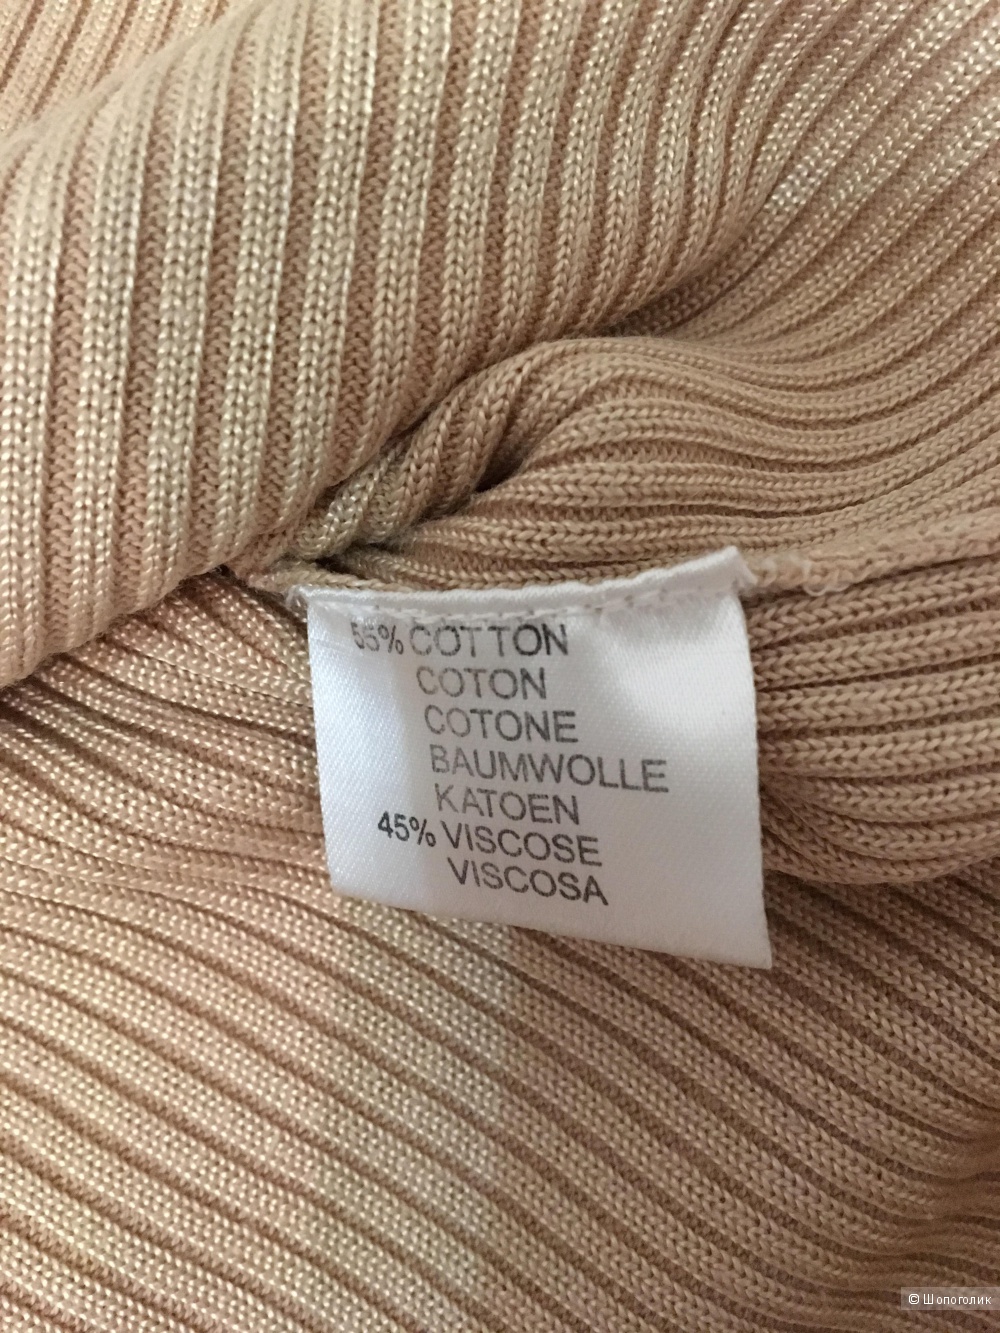 55% COTTON
COTON
COTONE
BAUMWOLLE
KATOEN
45% VISCOSE
VISCOSA
© Шопоголик